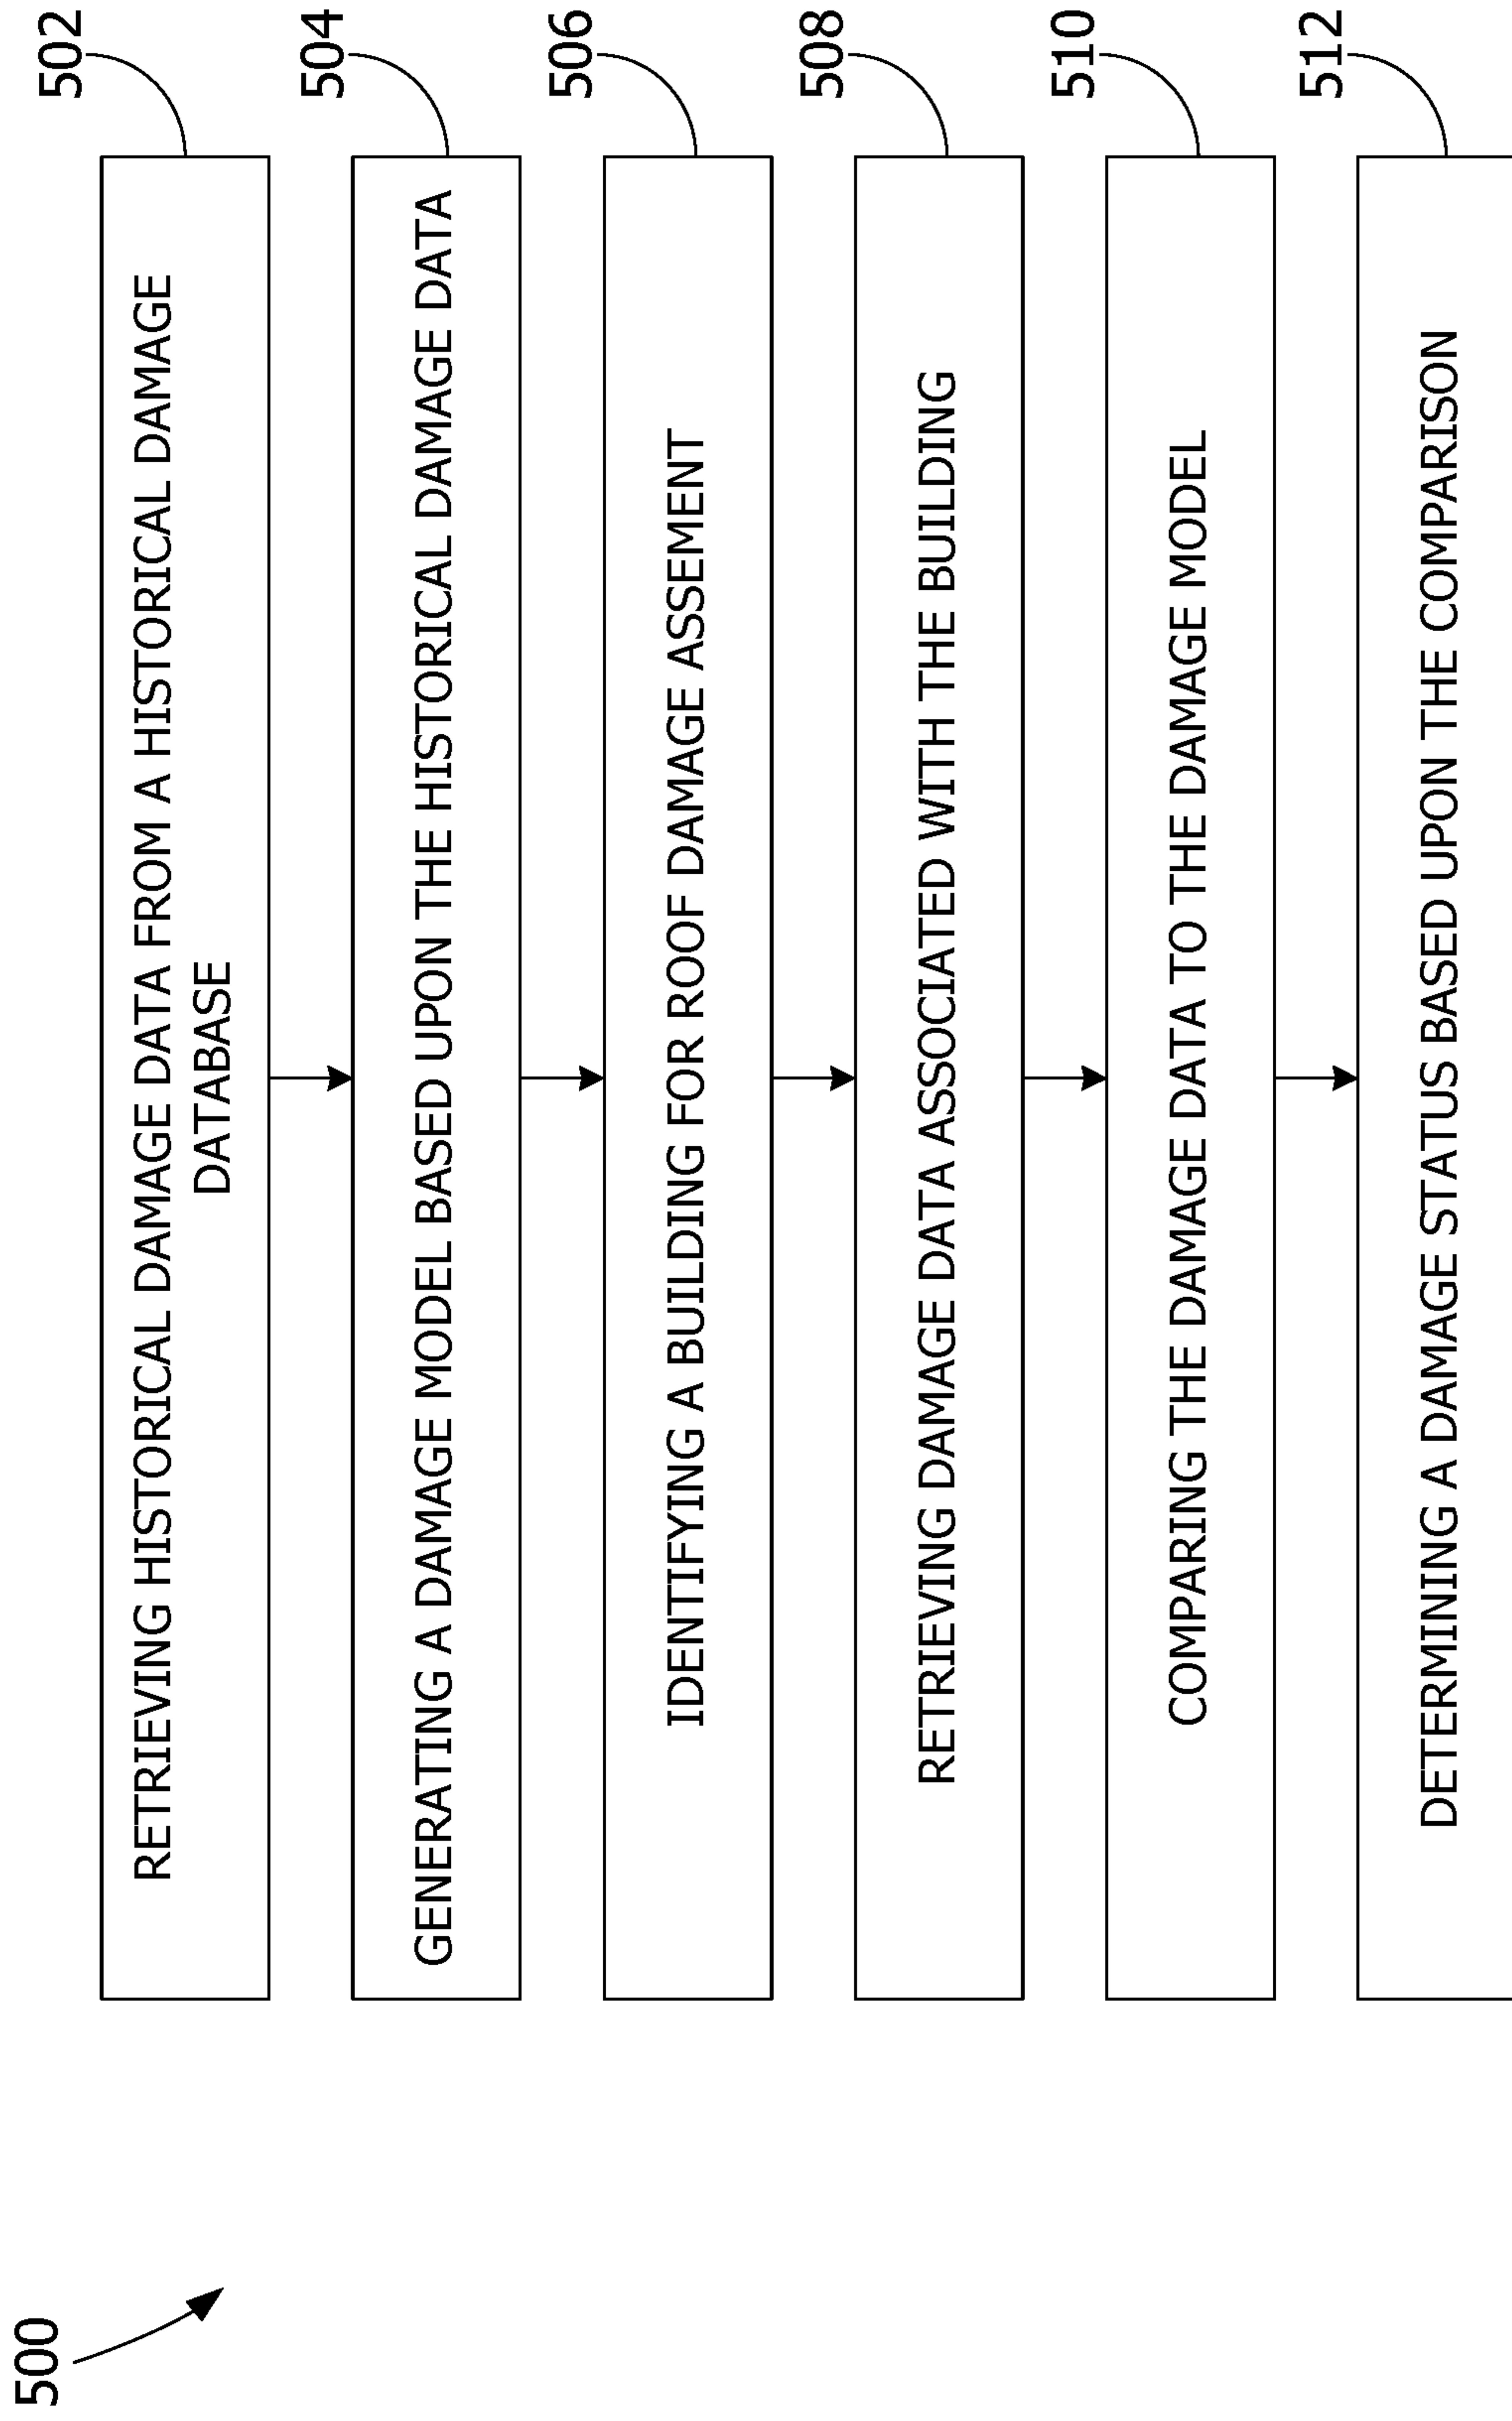 500
502
RETRIEVING HISTORICAL DAMAGE DATA FROM A HISTORICAL DAMAGE
DATABASE
504
GENERATING A DAMAGE MODEL BASED UPON THE HISTORICAL DAMAGE DATA
506
IDENTIFYING A BUILDING FOR ROOF DAMAGE ASSEMENT
508
RETRIEVING DAMAGE DATA ASSOCIATED WITH THE BUILDING
510
COMPARING THE DAMAGE DATA TO THE DAMAGE MODEL
512
DETERMINING A DAMAGE STATUS BASED UPON THE COMPARISON